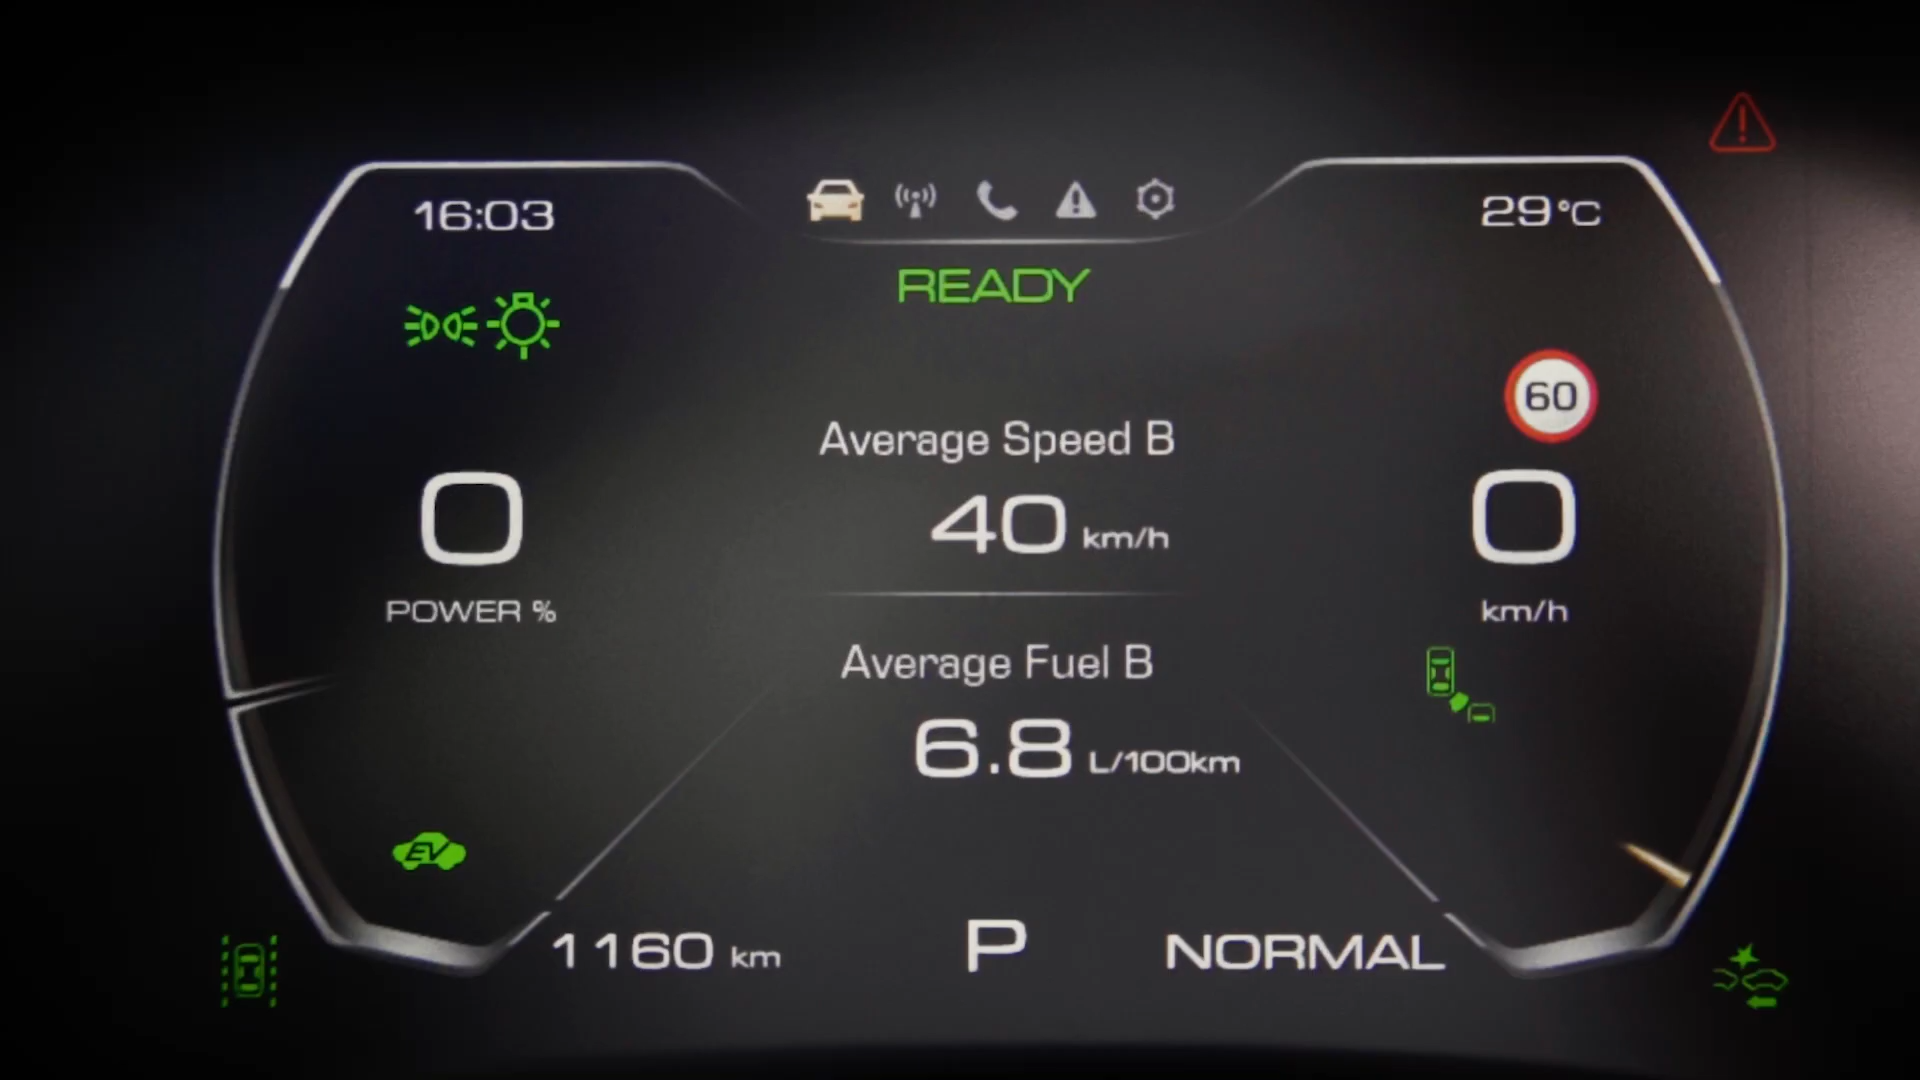 16:03
29°C
READY
60
Average Speed B
40 km/h
0
POWER %
0
km/h
Average Fuel B
6.8 L/100km
EV
1160 km
P
NORMAL